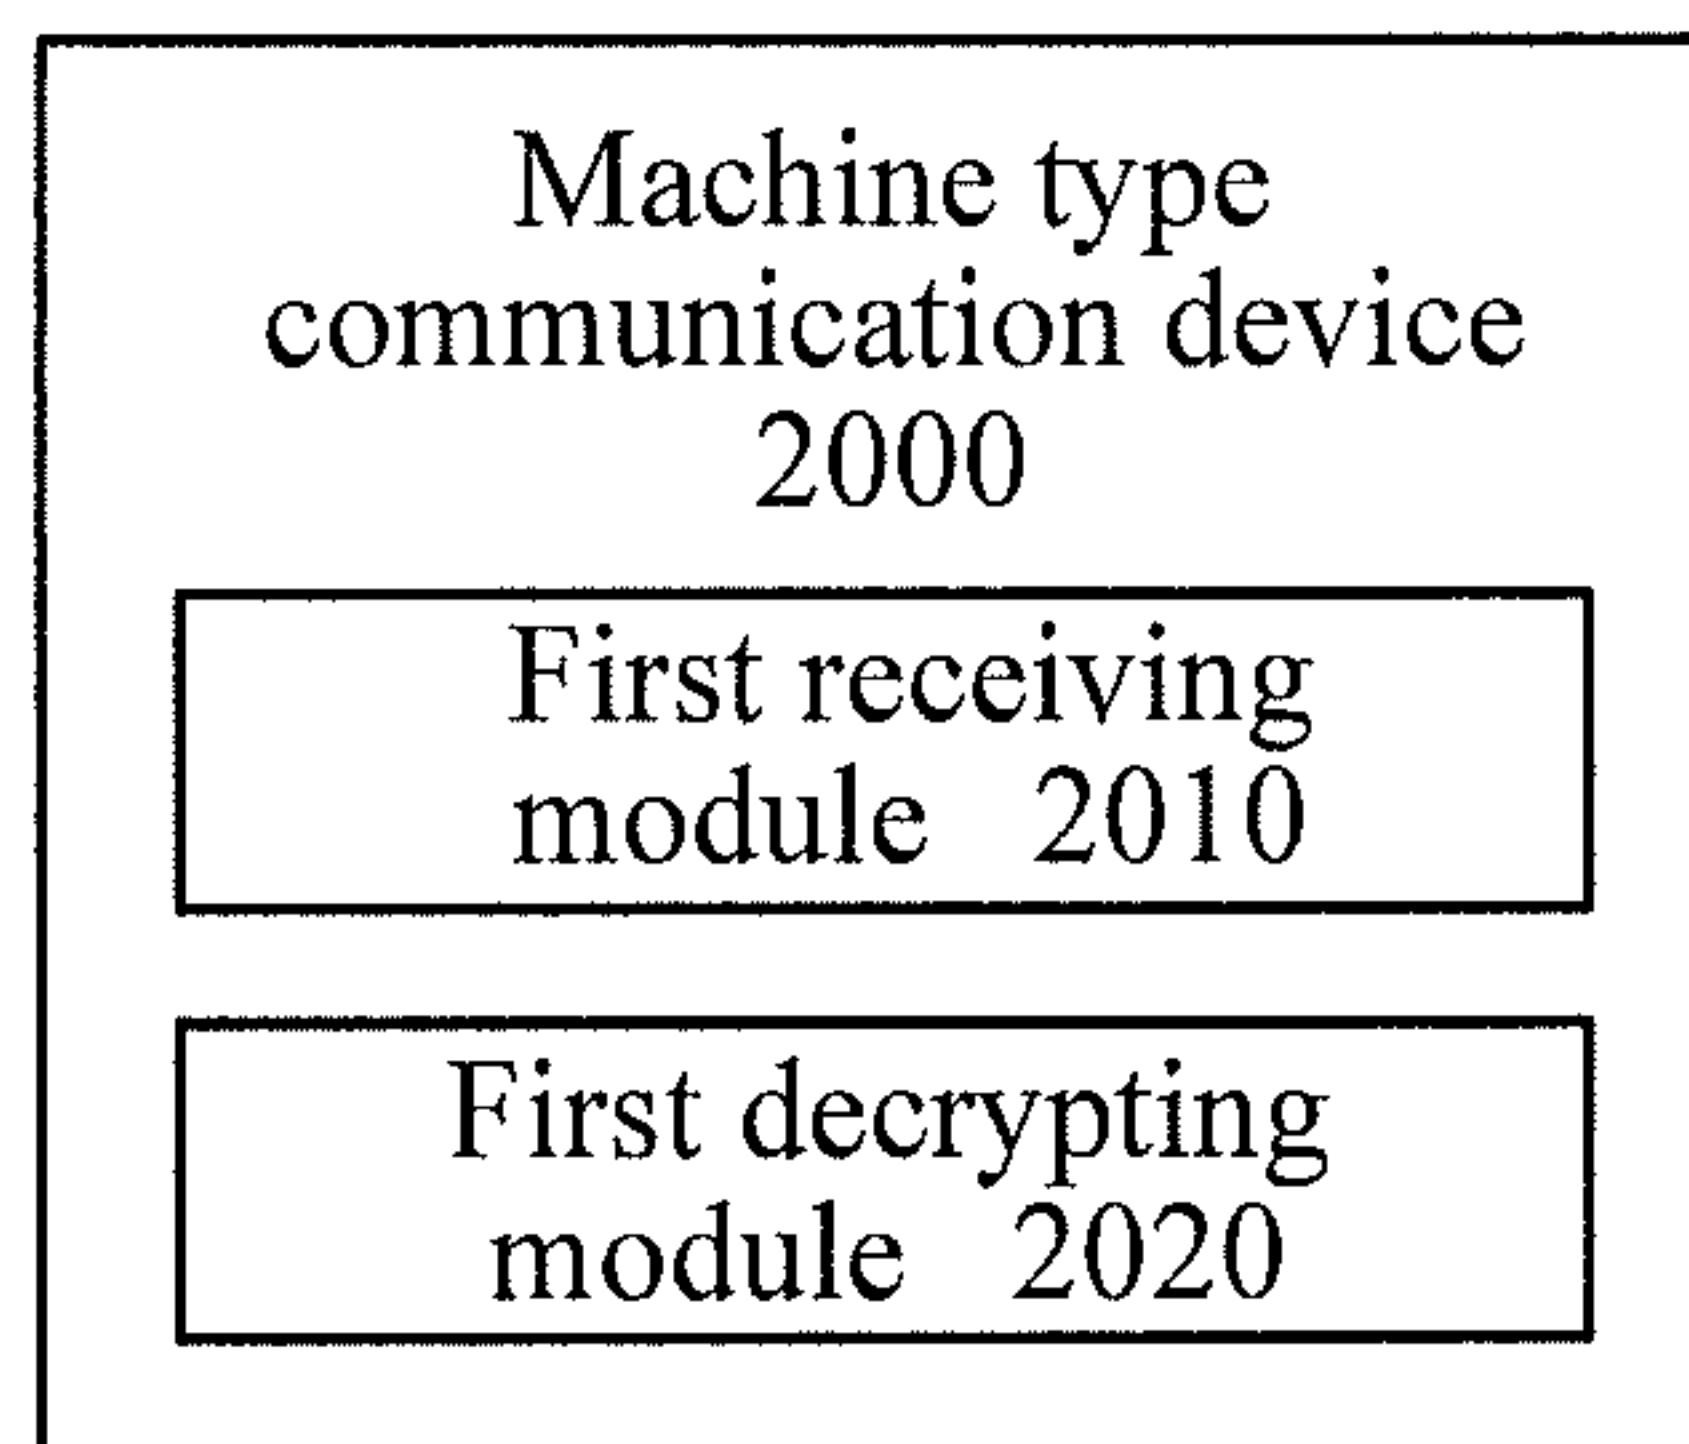 Machine type
communication device
2000
First receiving
module 2010
First decrypting
module 2020